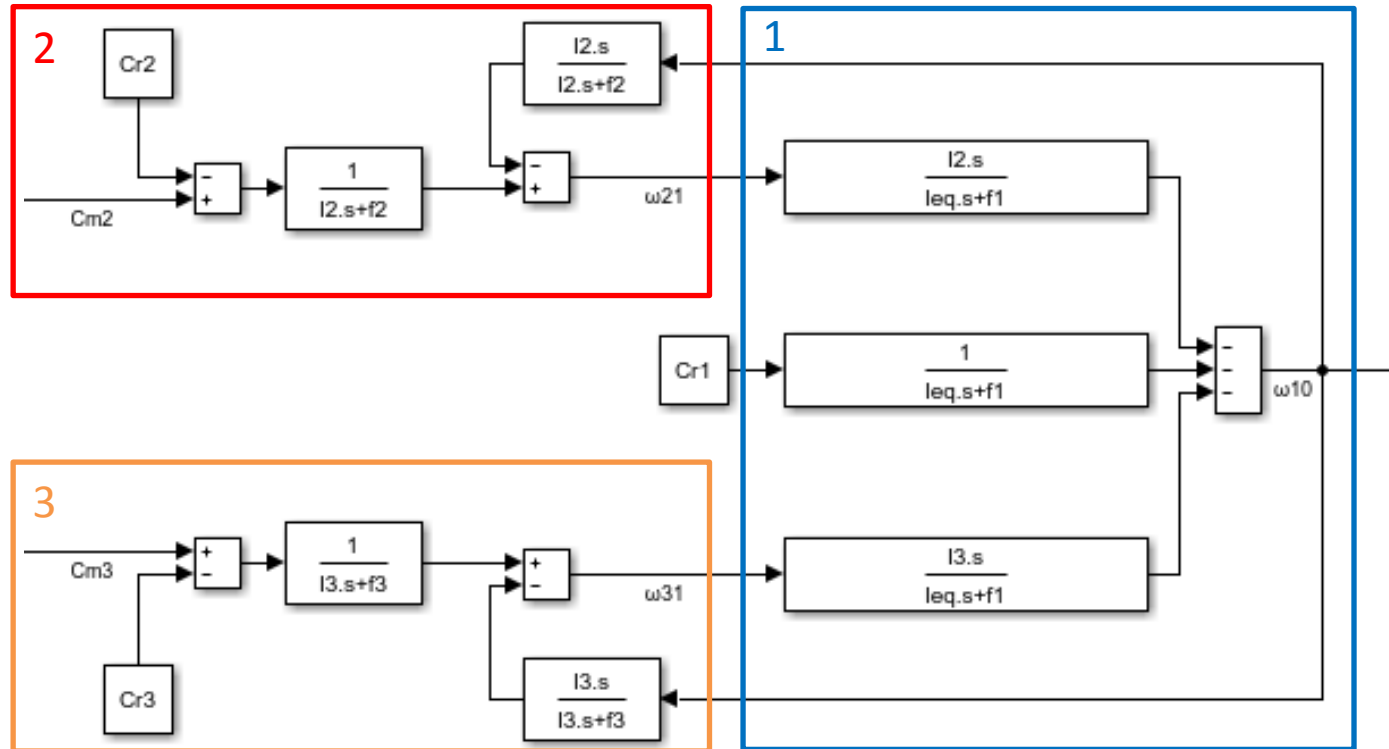 2
Cr2
I2.s
I2.s+f2
-
+
Cm2
1
I2.s+f2
-
+
ω21
1
I2.s
Ieq.s+f1
Cr1
1
Ieq.s+f1
-
-
-
ω10
3
Cm3
+
-
Cr3
1
I3.s+f3
+
-
ω31
I3.s
I3.s+f3
I3.s
Ieq.s+f1